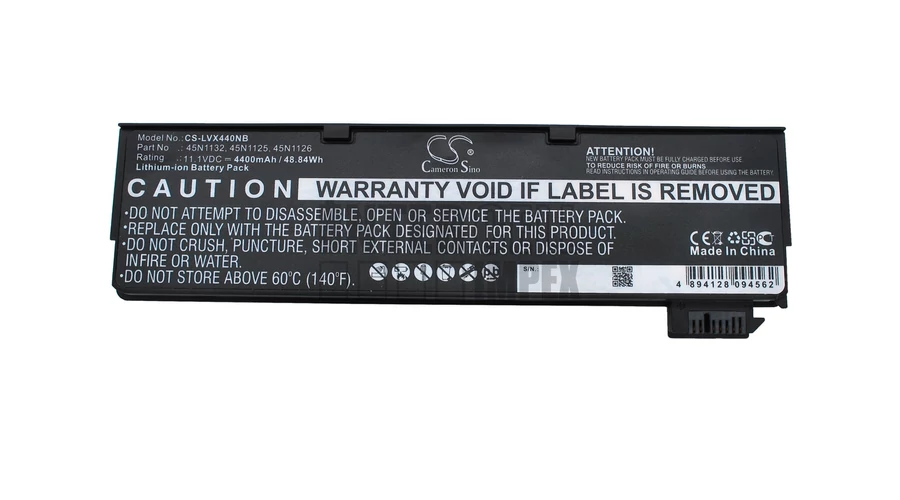 Model No.: CS-LVX440NB
Part No .: 45N1132, 45N1125, 45N1126
Rating .: 11.1VDC = 4400mAh / 48.84Wh
Lithium-ion Battery Pack
CS
Cameron Sino
ATTENTION!
NEW BATTERY PACK MUST BE FULLY CHARGED BEFORE USE.
TO REDUCE RISK OF FIRE OR BURNS
READ INSTRUCTIONS IN OPERATING GUIDE BEFORE USING BATTERY.
CAUTION
WARRANTY VOID IF LABEL IS REMOVED
•DO NOT ATTEMPT TO DISASSEMBLE, OPEN OR SERVICE THE BATTERY PACK.
•REPLACE ONLY WITH THE BATTERY PACK DESIGNATED FOR THIS PRODUCT.
•DO NOT CRUSH, PUNCTURE, SHORT EXTERNAL CONTACTS OR DISPOSE OF
INFIRE OR WATER.
•DO NOT STORE ABOVE 60°C (140°F).
CE
Made In China
S/N.
4 894128 094562